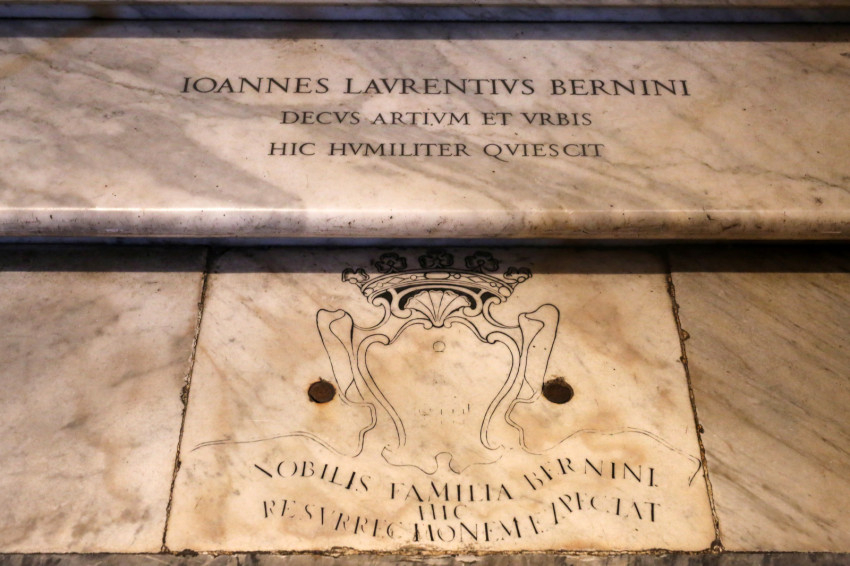 IOANNES LAVRENTIVS BERNINI
DECVS ARTIVM ET VRBIS
HIC HVMILITER QVIESCIT
NOBILIS FAMILIA BERNINI
HIC
RESVRRECTIONEM EXPECTAT